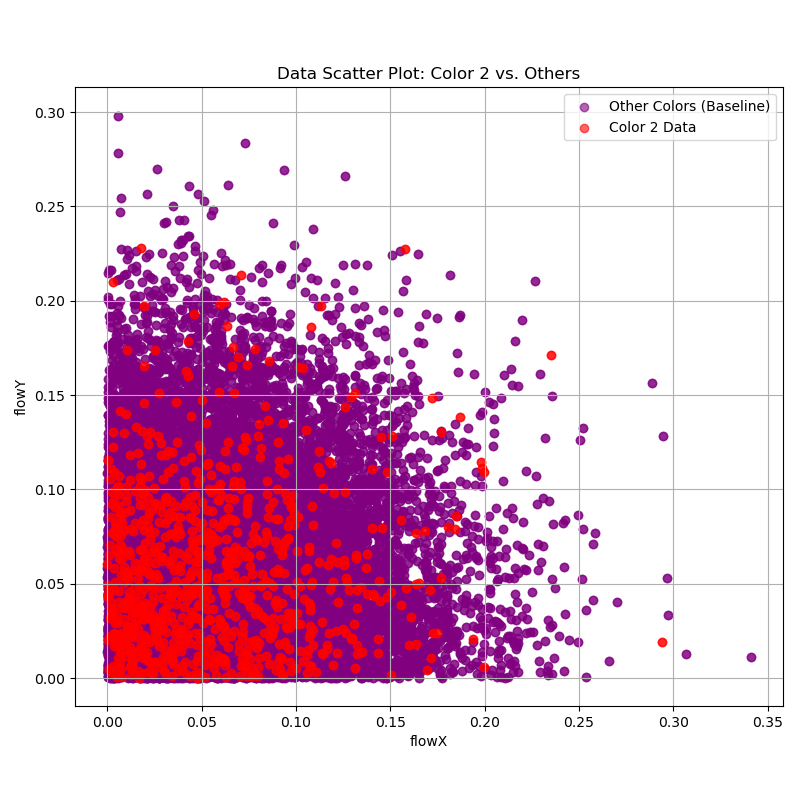 Data Scatter Plot: Color 2 vs. Others
Other Colors (Baseline)
Color 2 Data
flowY
0.30
0.25
0.20
0.15
0.10
0.05
0.00
0.00 0.05 0.10 0.15 0.20 0.25 0.30 0.35
flowX